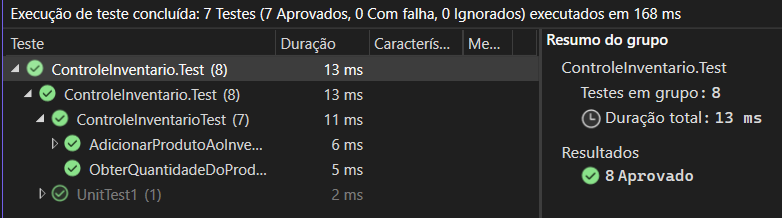 Execução de teste concluída: 7 Testes (7 Aprovados, 0 Com falha, 0 Ignorados) executados em 168 ms
Teste Duração Caracterís... Me...
ControleInventario.Test (8) 13 ms
ControleInventario.Test (8) 13 ms
ControleInventarioTest (7) 11 ms
AdicionarProdutoAoInve... 6 ms
ObterQuantidadeDoProd... 5 ms
UnitTest1 (1) 2 ms
Resumo do grupo
ControleInventario.Test
Testes em grupo: 8
Duração total: 13 ms
Resultados
8 Aprovado